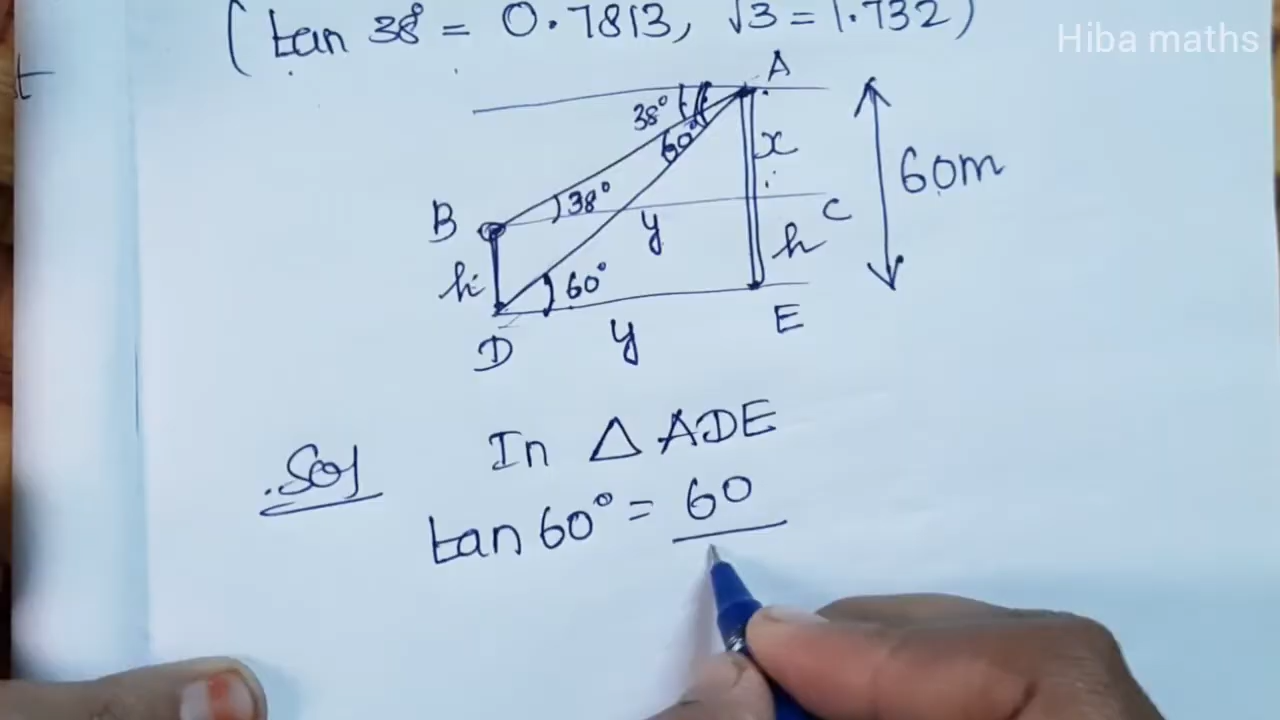 (tan 38° = 0.7813, √3 = 1.732)
Hiba maths
t
A
38°
60°
x
60m
B
38°
y
C
h
h
60°
D
y
E
Sol
In △ ADE
tan 60° = 60